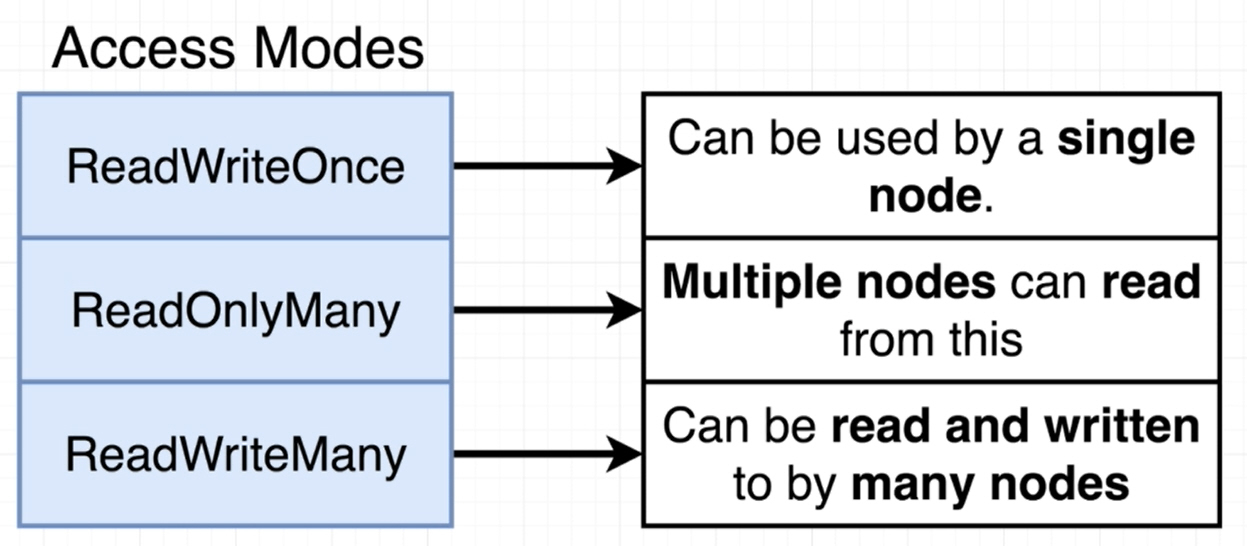 Access Modes
ReadWriteOnce
Can be used by a single
node.
ReadOnlyMany
Multiple nodes can read
from this
ReadWriteMany
Can be read and written
to by many nodes